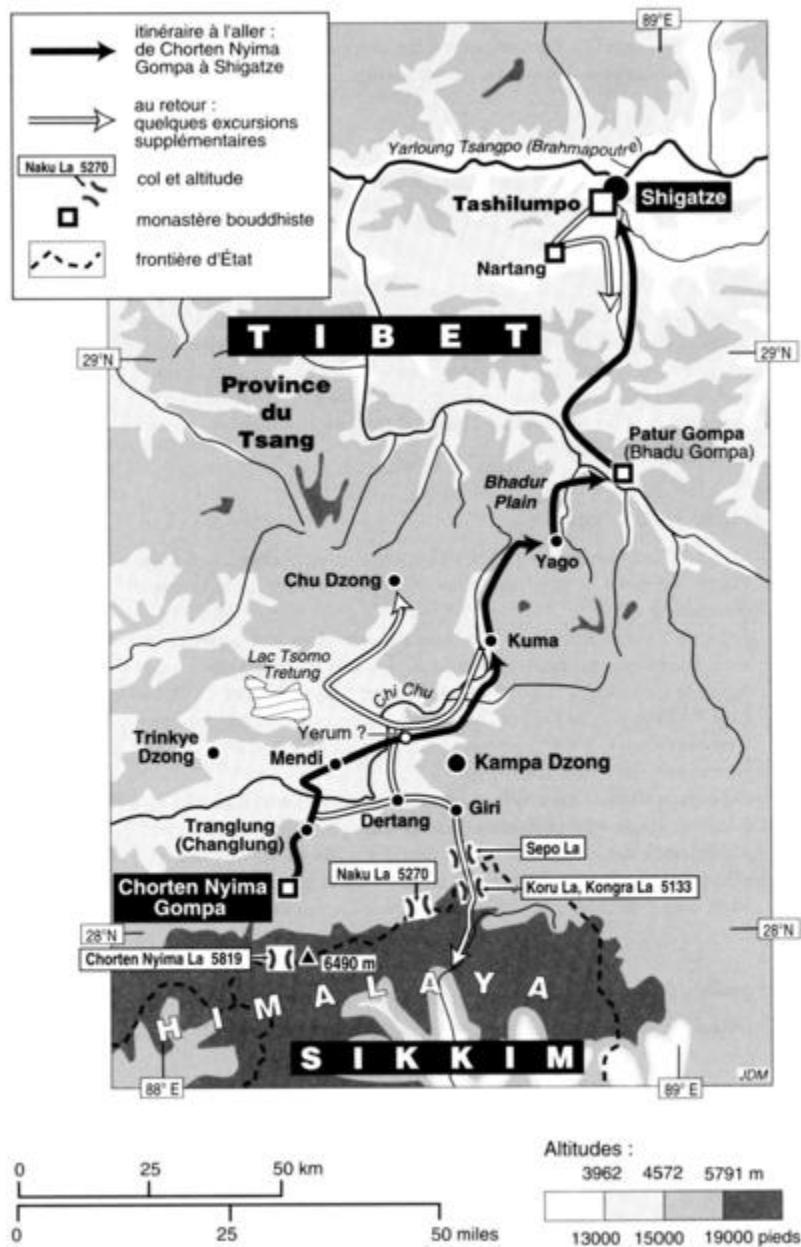 itinéraire à l'aller :
de Chorten Nyima
Gompa à Shigatze
au retour :
quelques excursions
supplémentaires
Naku La 5270
col et altitude
monastère bouddhiste
frontière d'État
89°E
Yarloung Tsangpo (Brahmapoutre)
Tashilumpo
Shigatze
Nartang
TIBET
29°N
29°N
Province
du
Tsang
Patur Gompa
(Bhadu Gompa)
Bhadur
Plain
Yago
Chu Dzong
Kuma
Lac Tsomo
Tretung
Chi Chu
Yerum ?
Trinkye
Dzong
Mendi
Kampa Dzong
Dertang
Giri
Tranglung
(Changlung)
Sepo La
Naku La 5270
Koru La, Kongra La 5133
Chorten Nyima
Gompa
28°N
28°N
Chorten Nyima La 5819
6490 m
HIMALAYA
SIKKIM
88° E
89° E
JDM
0 25 50 km
0 25 50 miles
Altitudes :
3962 4572 5791 m
13000 15000 19000 pieds